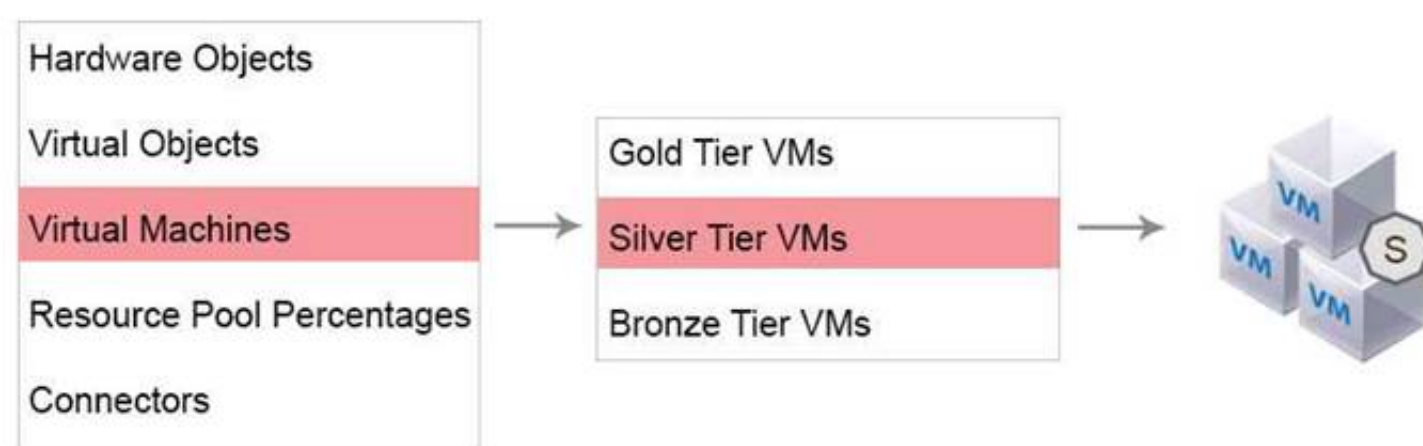 Hardware Objects
Virtual Objects
Virtual Machines
Resource Pool Percentages
Connectors
Gold Tier VMs
Silver Tier VMs
Bronze Tier VMs
VM
VM
VM
S